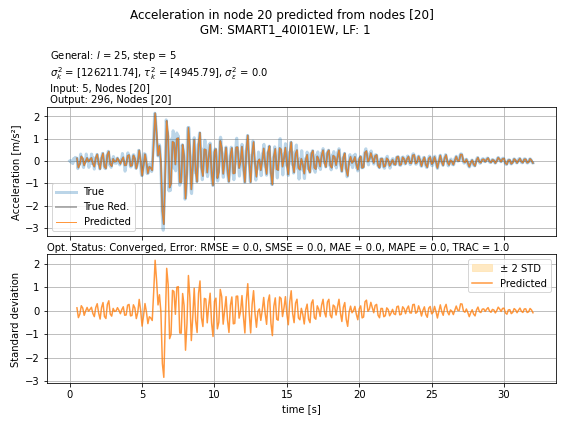 Acceleration in node 20 predicted from nodes [20]
GM: SMART1_40I01EW, LF: 1
General: l = 25, step = 5
σ²ₖ = [126211.74], τ²ₖ = [4945.79], σ²ε = 0.0
Input: 5, Nodes [20]
Output: 296, Nodes [20]
Acceleration [m/s²]
2
1
0
−1
−2
−3
True
True Red.
Predicted
Opt. Status: Converged, Error: RMSE = 0.0, SMSE = 0.0, MAE = 0.0, MAPE = 0.0, TRAC = 1.0
Standard deviation
2
1
0
−1
−2
−3
± 2 STD
Predicted
0 5 10 15 20 25 30
time [s]